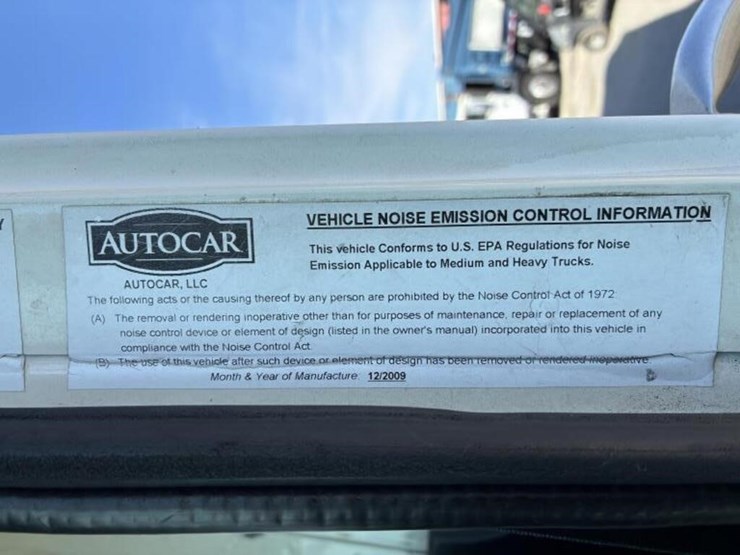 AUTOCAR
AUTOCAR, LLC
VEHICLE NOISE EMISSION CONTROL INFORMATION
This vehicle Conforms to U.S. EPA Regulations for Noise
Emission Applicable to Medium and Heavy Trucks.
The following acts or the causing thereof by any person are prohibited by the Noise Control Act of 1972
(A) The removal or rendering inoperative other than for purposes of maintenance, repair or replacement of any
noise control device or element of design (listed in the owner's manual) incorporated into this vehicle in
compliance with the Noise Control Act
(B) The use of this vehicle after such device or element of design has been removed or rendered inoperative
Month & Year of Manufacture: 12/2009